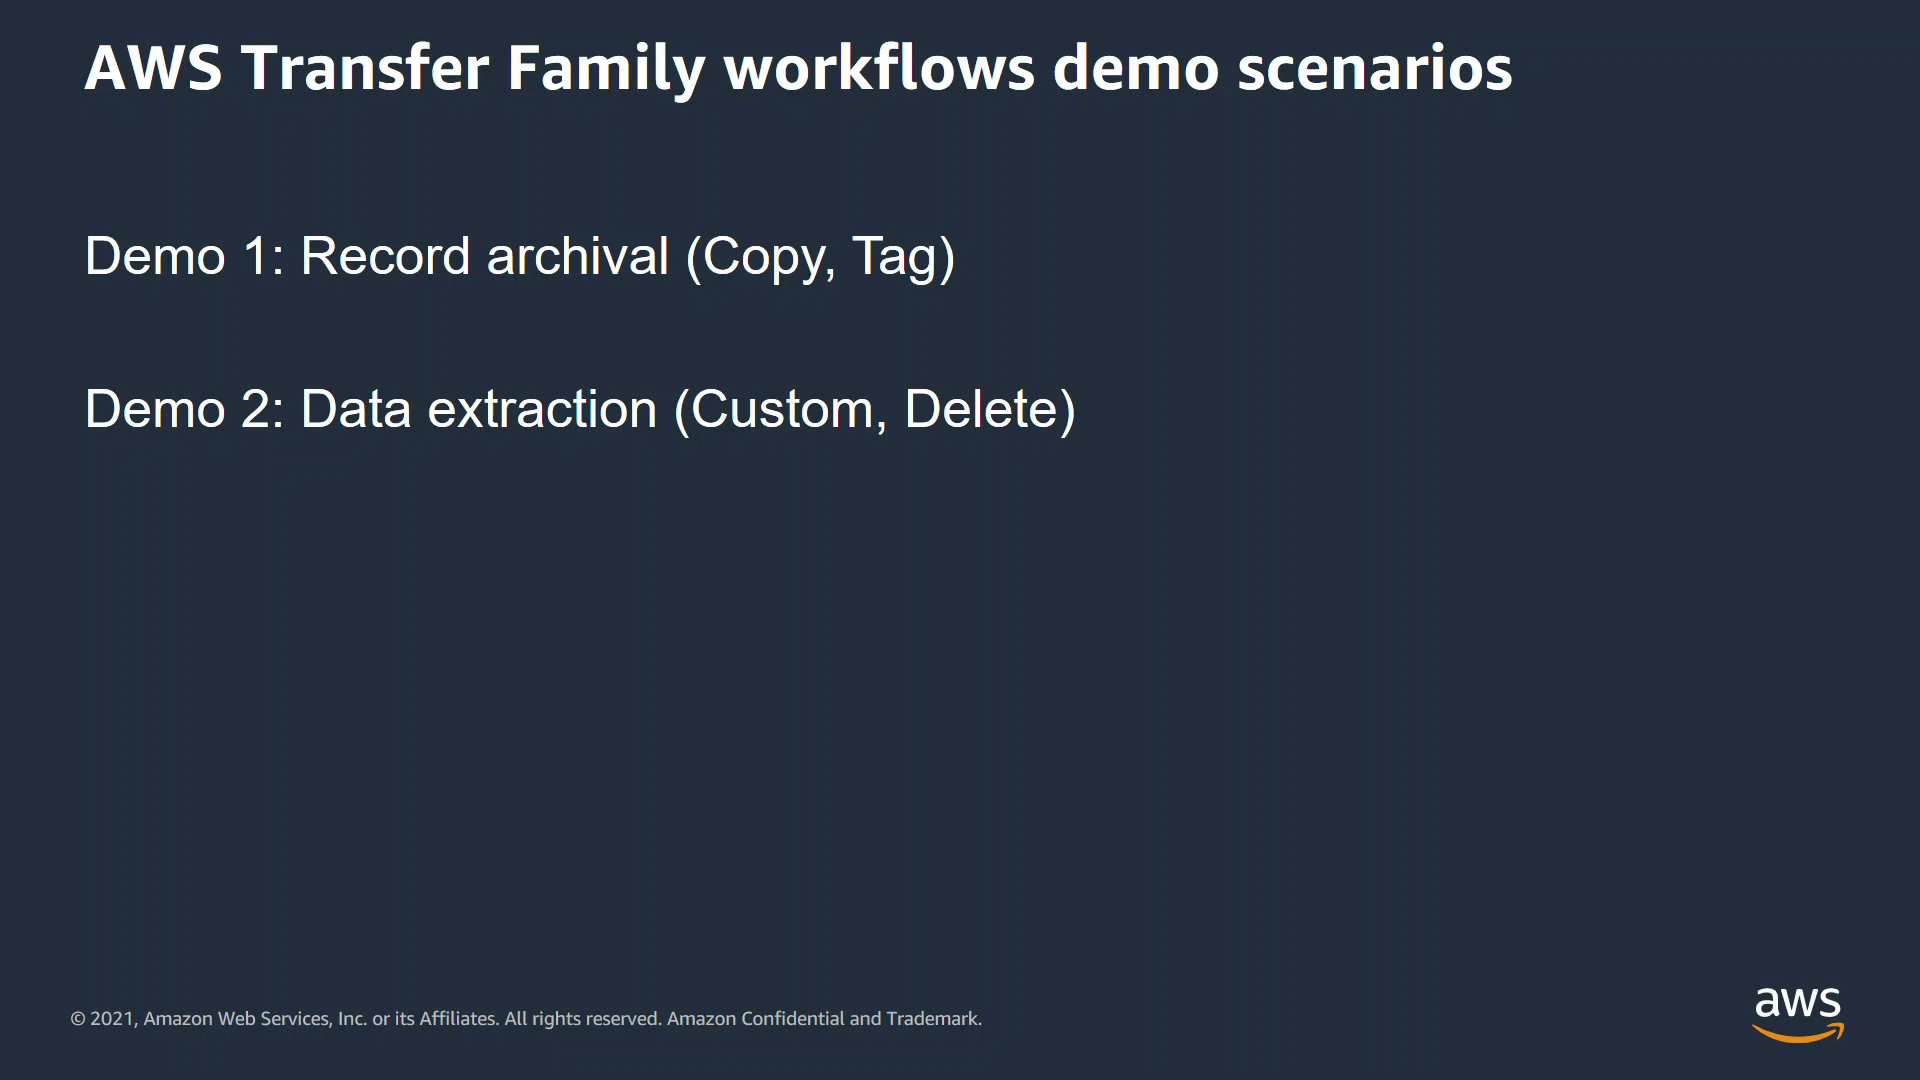 AWS Transfer Family workflows demo scenarios
Demo 1: Record archival (Copy, Tag)
Demo 2: Data extraction (Custom, Delete)
© 2021, Amazon Web Services, Inc. or its Affiliates. All rights reserved. Amazon Confidential and Trademark.
aws